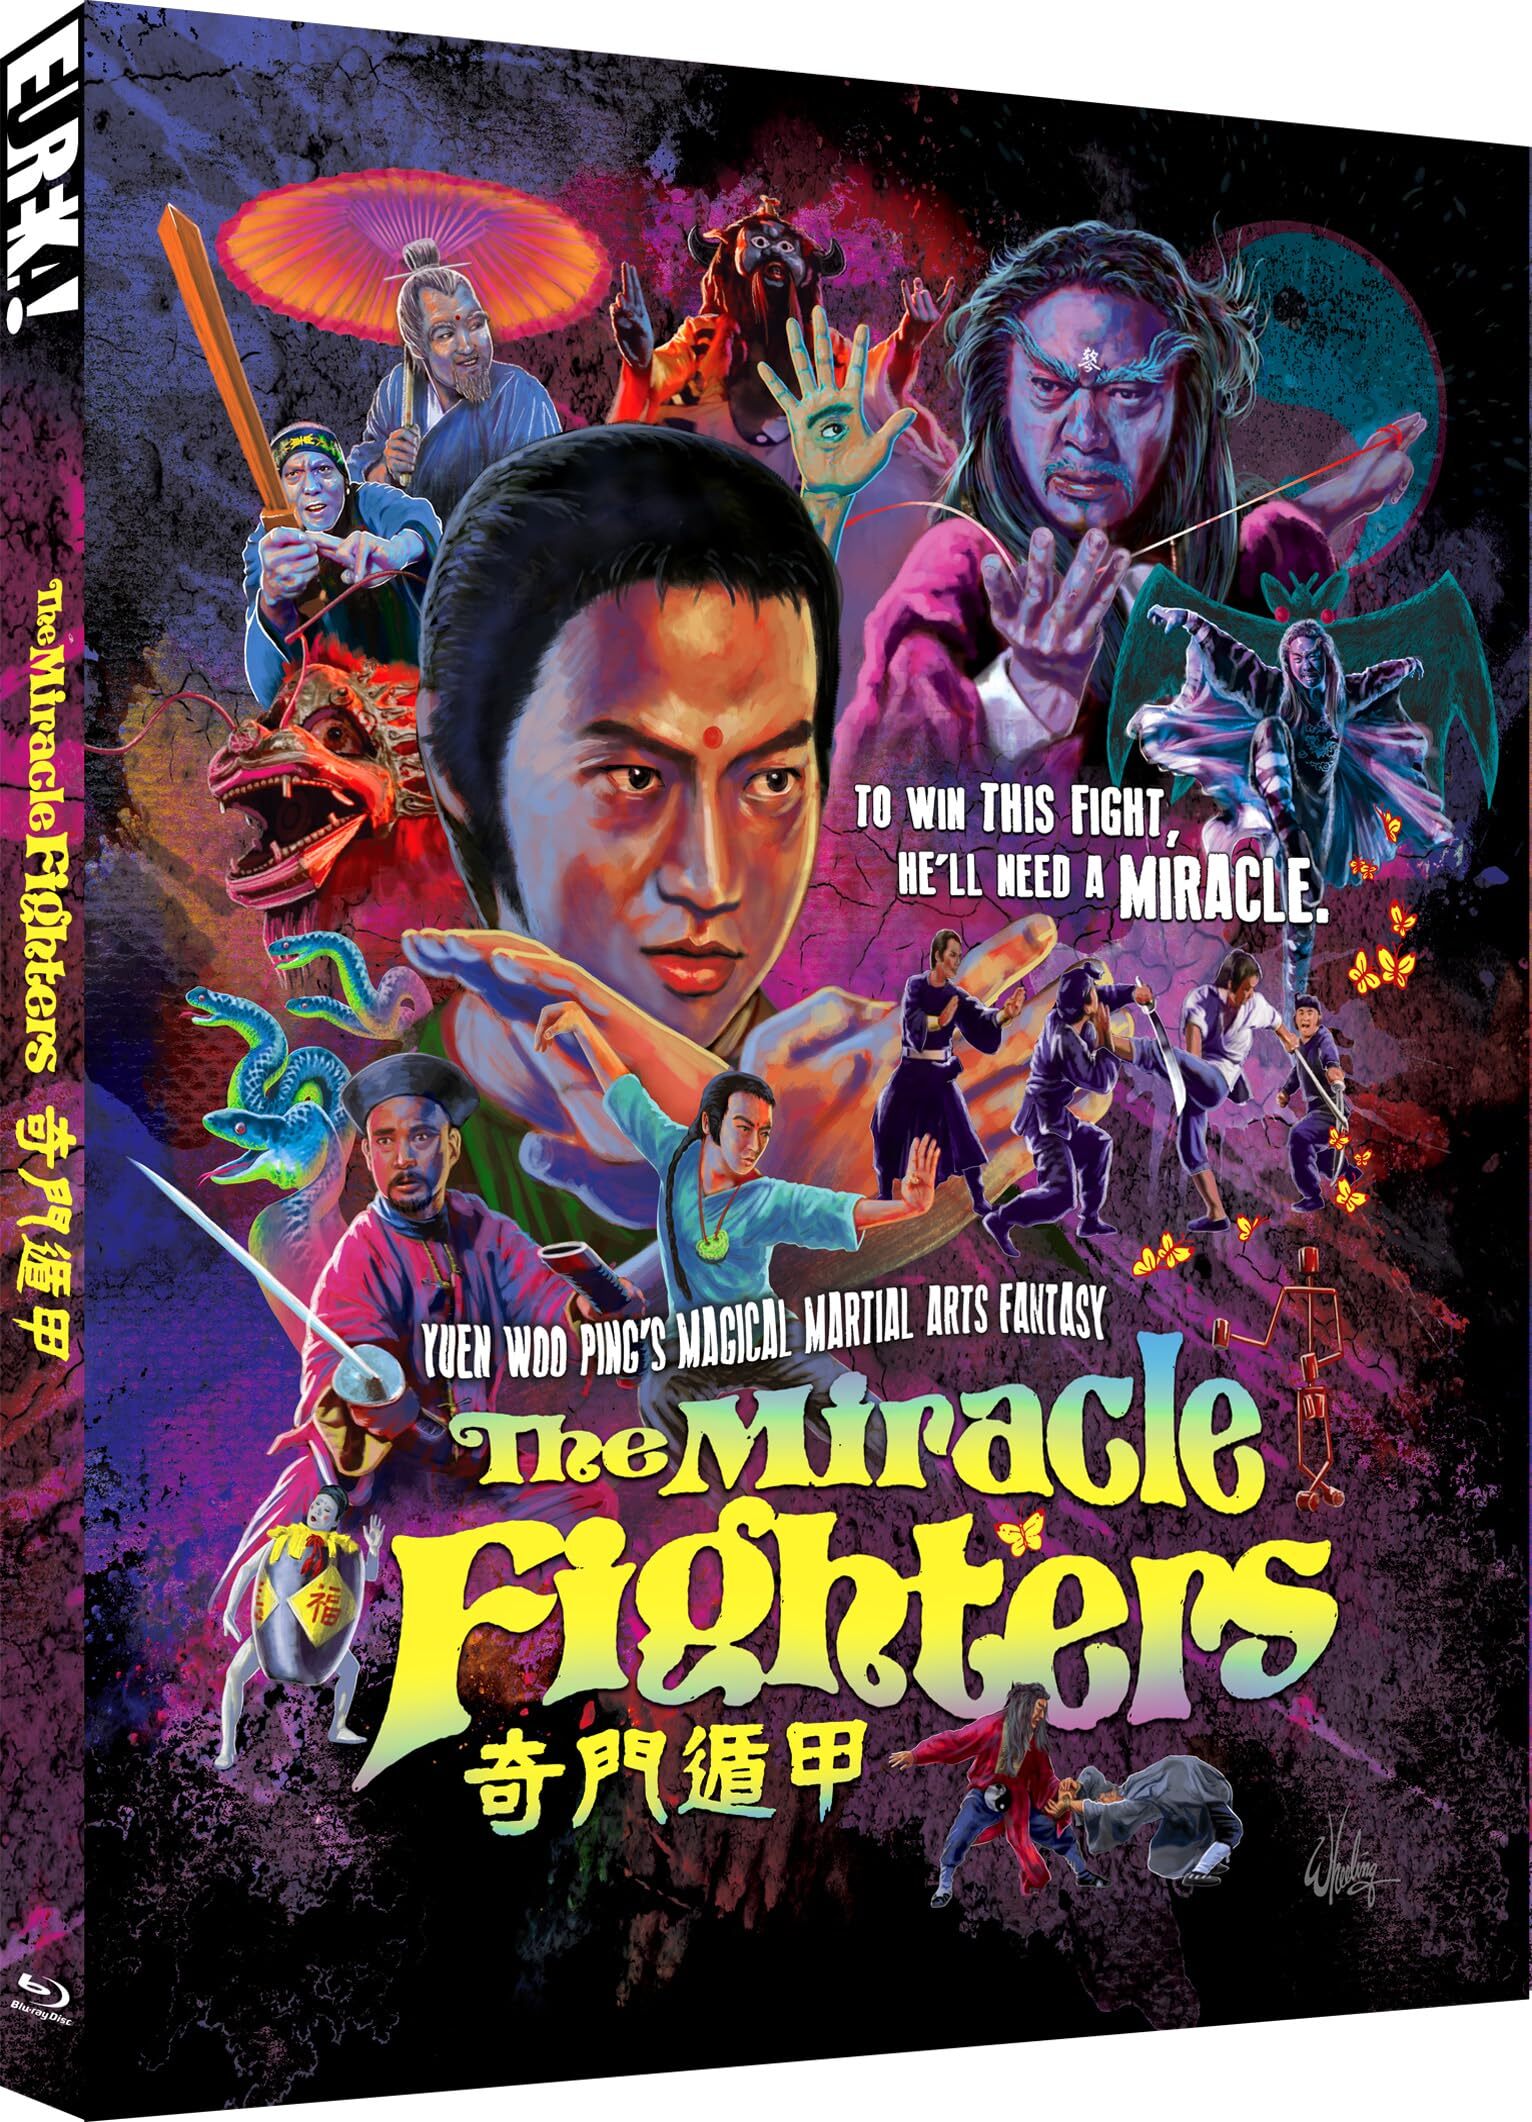 EUREKA!
The Miracle Fighters 奇門遁甲
Blu-ray Disc
TO WIN THIS FIGHT,
HE'LL NEED A MIRACLE.
YUEN WOO PING'S MAGICAL MARTIAL ARTS FANTASY
The Miracle
Fighters
奇門遁甲
福
Wheeling